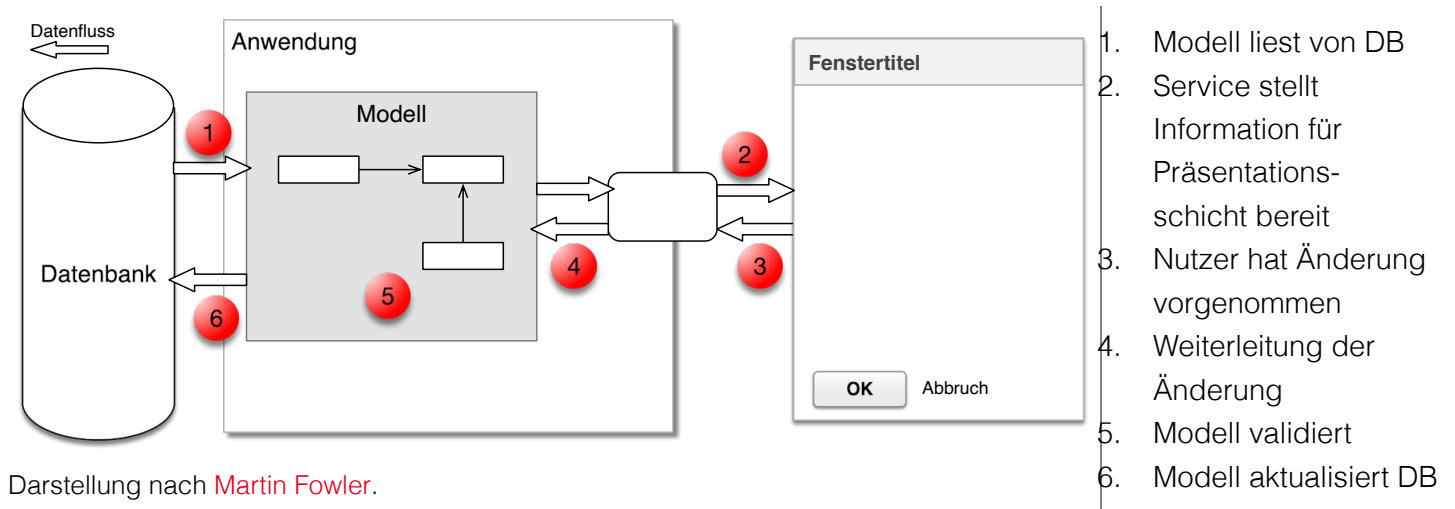 Datenfluss
Anwendung
Modell
Datenbank
1
2
3
4
5
6
Fenstertitel
OK
Abbruch
1. Modell liest von DB
2. Service stellt
Information für
Präsentations-
schicht bereit
3. Nutzer hat Änderung
vorgenommen
4. Weiterleitung der
Änderung
5. Modell validiert
6. Modell aktualisiert DB
Darstellung nach Martin Fowler.